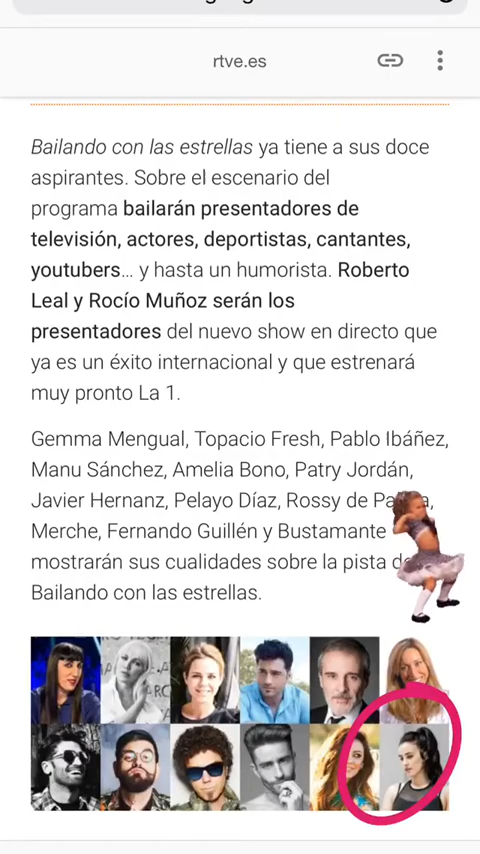 rtve.es
Bailando con las estrellas ya tiene a sus doce
aspirantes. Sobre el escenario del
programa bailarán presentadores de
televisión, actores, deportistas, cantantes,
youtubers… y hasta un humorista. Roberto
Leal y Rocío Muñoz serán los
presentadores del nuevo show en directo que
ya es un éxito internacional y que estrenará
muy pronto La 1.
Gemma Mengual, Topacio Fresh, Pablo Ibáñez,
Manu Sánchez, Amelia Bono, Patry Jordán,
Javier Hernanz, Pelayo Díaz, Rossy de
Merche, Fernando Guillén y Bustamante
mostrarán sus cualidades sobre la pista
Bailando con las estrellas.